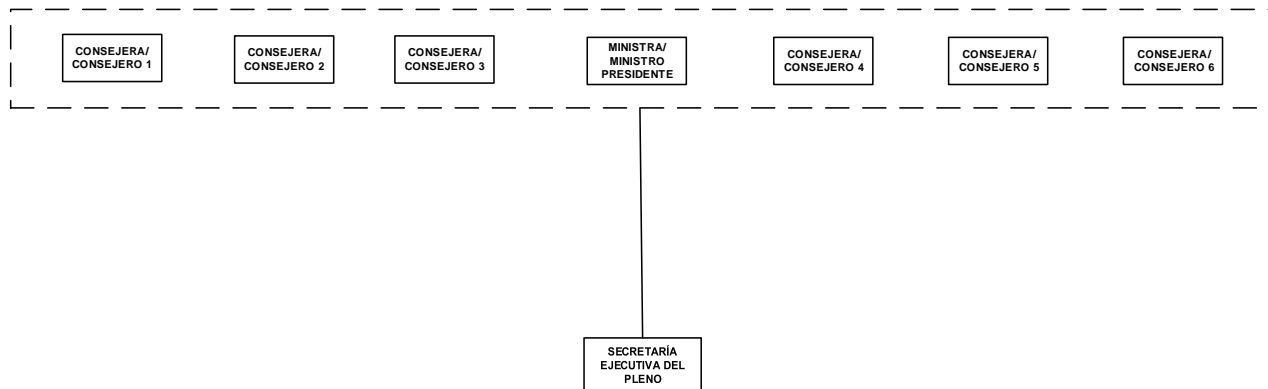 CONSEJERA/
CONSEJERO 1
CONSEJERA/
CONSEJERO 2
CONSEJERA/
CONSEJERO 3
MINISTRA/
MINISTRO
PRESIDENTE
CONSEJERA/
CONSEJERO 4
CONSEJERA/
CONSEJERO 5
CONSEJERA/
CONSEJERO 6
SECRETARÍA
EJECUTIVA DEL
PLENO